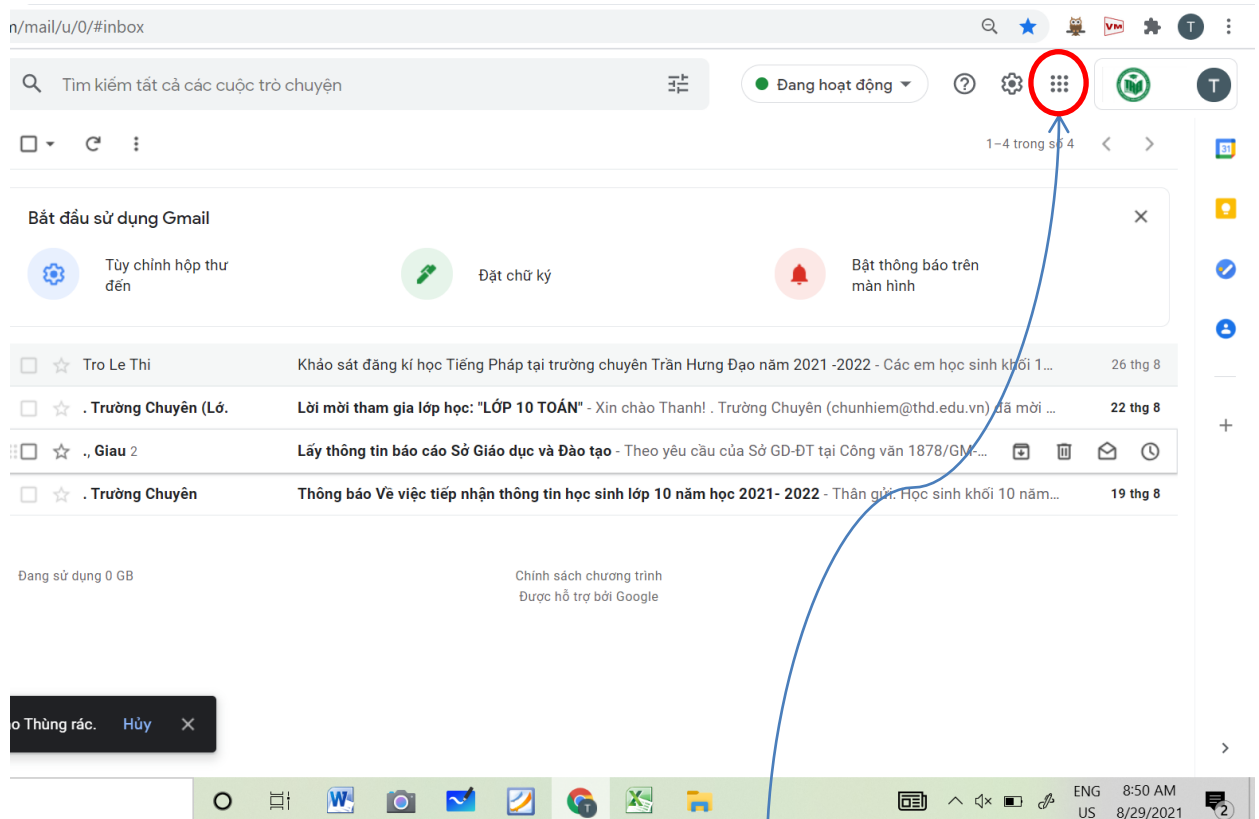 m/mail/u/0/#inbox
VM
T
Tìm kiếm tất cả các cuộc trò chuyện
Đang hoạt động
T
1–4 trong số 4
31
Bắt đầu sử dụng Gmail
Tùy chỉnh hộp thư
đến
Đặt chữ ký
Bật thông báo trên
màn hình
Tro Le Thi Khảo sát đăng kí học Tiếng Pháp tại trường chuyên Trần Hưng Đạo năm 2021 -2022 - Các em học sinh khối 1... 26 thg 8
. Trường Chuyên (Lớ. Lời mời tham gia lớp học: "LỚP 10 TOÁN" - Xin chào Thanh! . Trường Chuyên (chunhiem@thd.edu.vn) đã mời ... 22 thg 8
., Giau 2 Lấy thông tin báo cáo Sở Giáo dục và Đào tạo - Theo yêu cầu của Sở GD-ĐT tại Công văn 1878/GM-...
. Trường Chuyên Thông báo Về việc tiếp nhận thông tin học sinh lớp 10 năm học 2021- 2022 - Thân gửi: Học sinh khối 10 năm... 19 thg 8
Đang sử dụng 0 GB
Chính sách chương trình
Được hỗ trợ bởi Google
o Thùng rác. Hủy
W
T
X
ENG
US
8:50 AM
8/29/2021
2